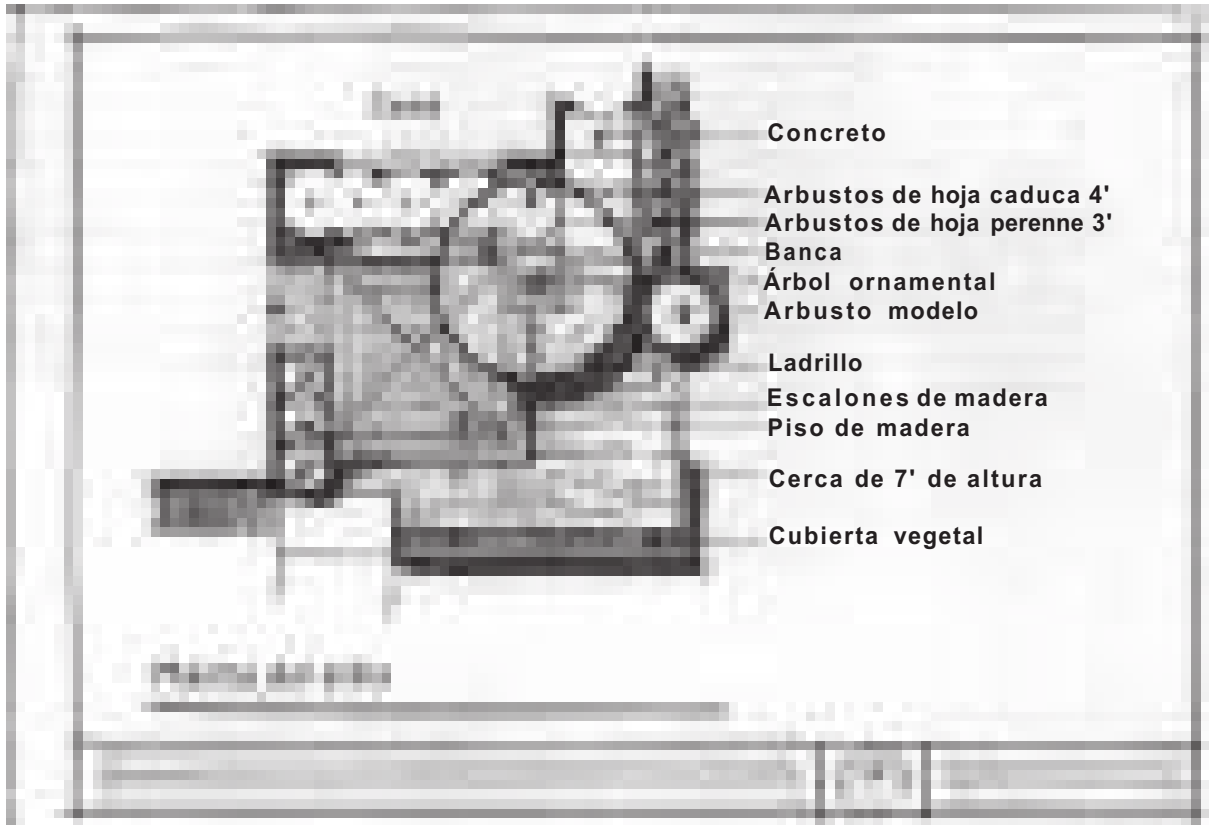 Concreto
Arbustos de hoja caduca 4'
Arbustos de hoja perenne 3'
Banca
Árbol ornamental
Arbusto modelo
Ladrillo
Escalones de madera
Piso de madera
Cerca de 7' de altura
Cubierta vegetal